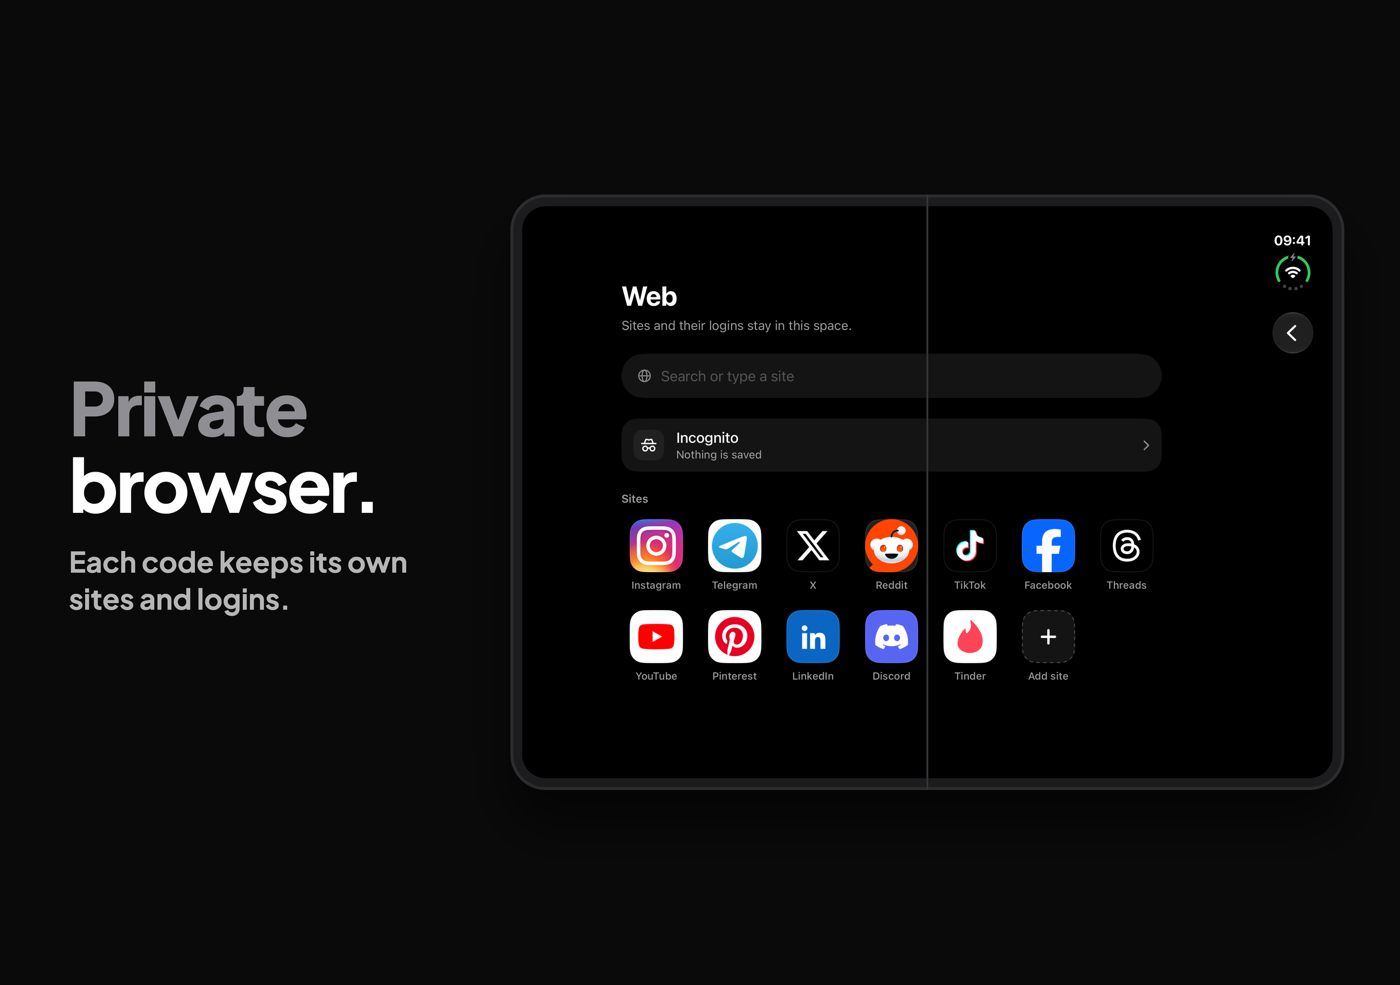 Private
browser.
Each code keeps its own
sites and logins.
09:41
Web
Sites and their logins stay in this space.
Search or type a site
Incognito
Nothing is saved
Sites
Instagram
Telegram
X
Reddit
TikTok
Facebook
Threads
in
YouTube
Pinterest
LinkedIn
Discord
Tinder
Add site